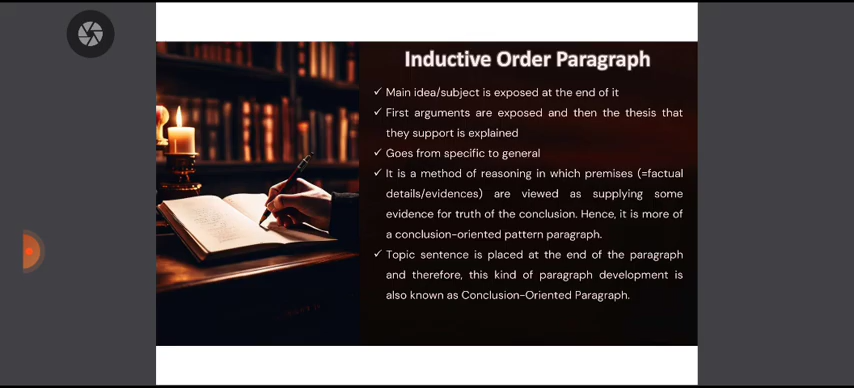 Inductive Order Paragraph
✓ Main idea/subject is exposed at the end of it
✓ First arguments are exposed and then the thesis that
they support is explained
✓ Goes from specific to general
✓ It is a method of reasoning in which premises (=factual
details/evidences) are viewed as supplying some
evidence for truth of the conclusion. Hence, it is more of
a conclusion-oriented pattern paragraph.
✓ Topic sentence is placed at the end of the paragraph
and therefore, this kind of paragraph development is
also known as Conclusion-Oriented Paragraph.